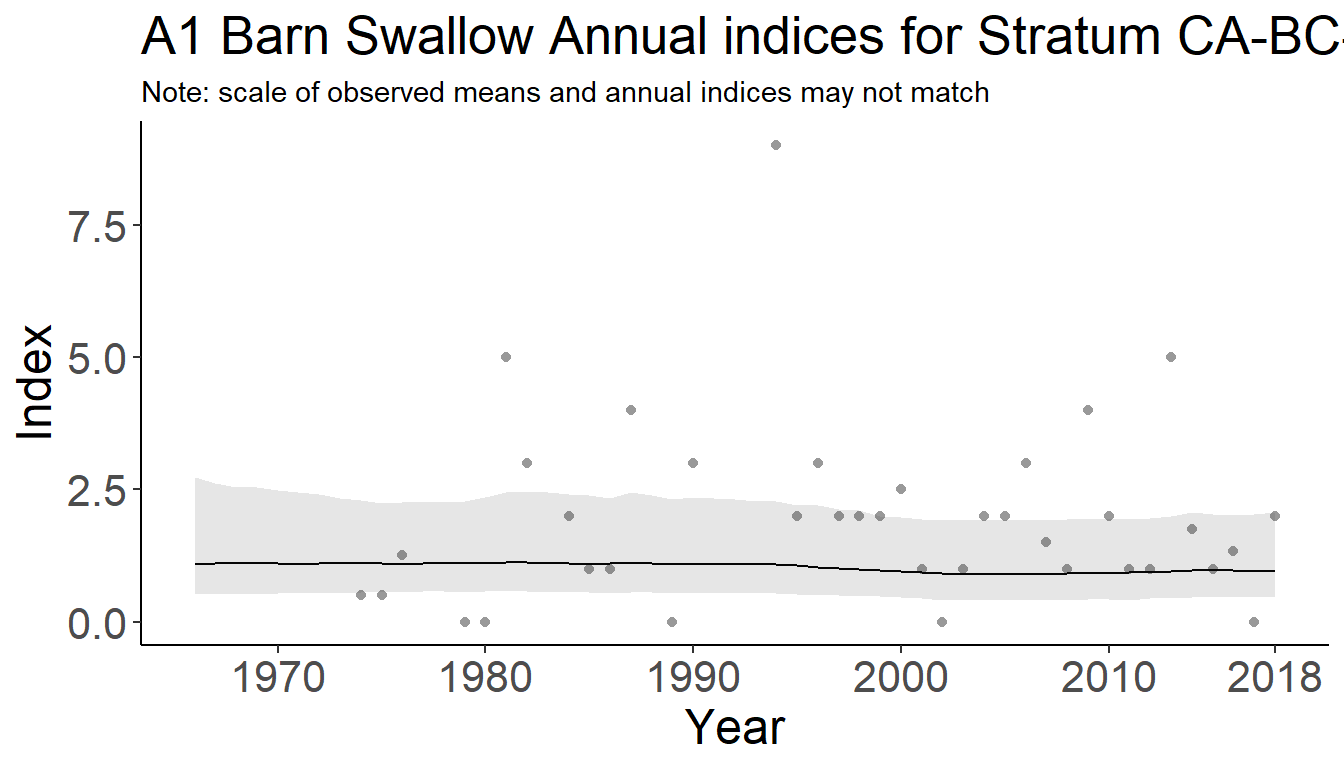 A1 Barn Swallow Annual indices for Stratum CA-BC-
Note: scale of observed means and annual indices may not match
7.5
5.0
2.5
0.0
Index
1970 1980 1990 2000 2010 2018
Year